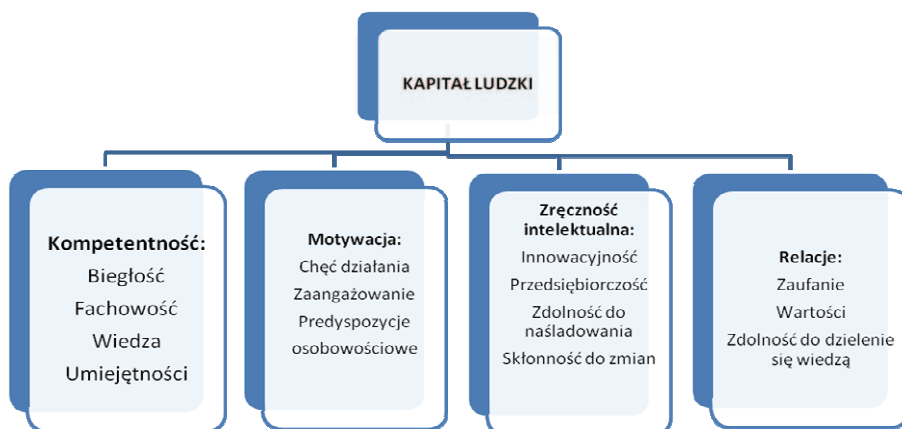 KAPITAŁ LUDZKI
Kompetentność:
Biegłość
Fachowość
Wiedza
Umiejętności
Motywacja:
Chęć działania
Zaangażowanie
Predyspozycje
osobowościowe
Zręczność
intelektualna:
Innowacyjność
Przedsiębiorczość
Zdolność do
naśladowania
Skłonność do zmian
Relacje:
Zaufanie
Wartości
Zdolność do dzielenie
się wiedzą